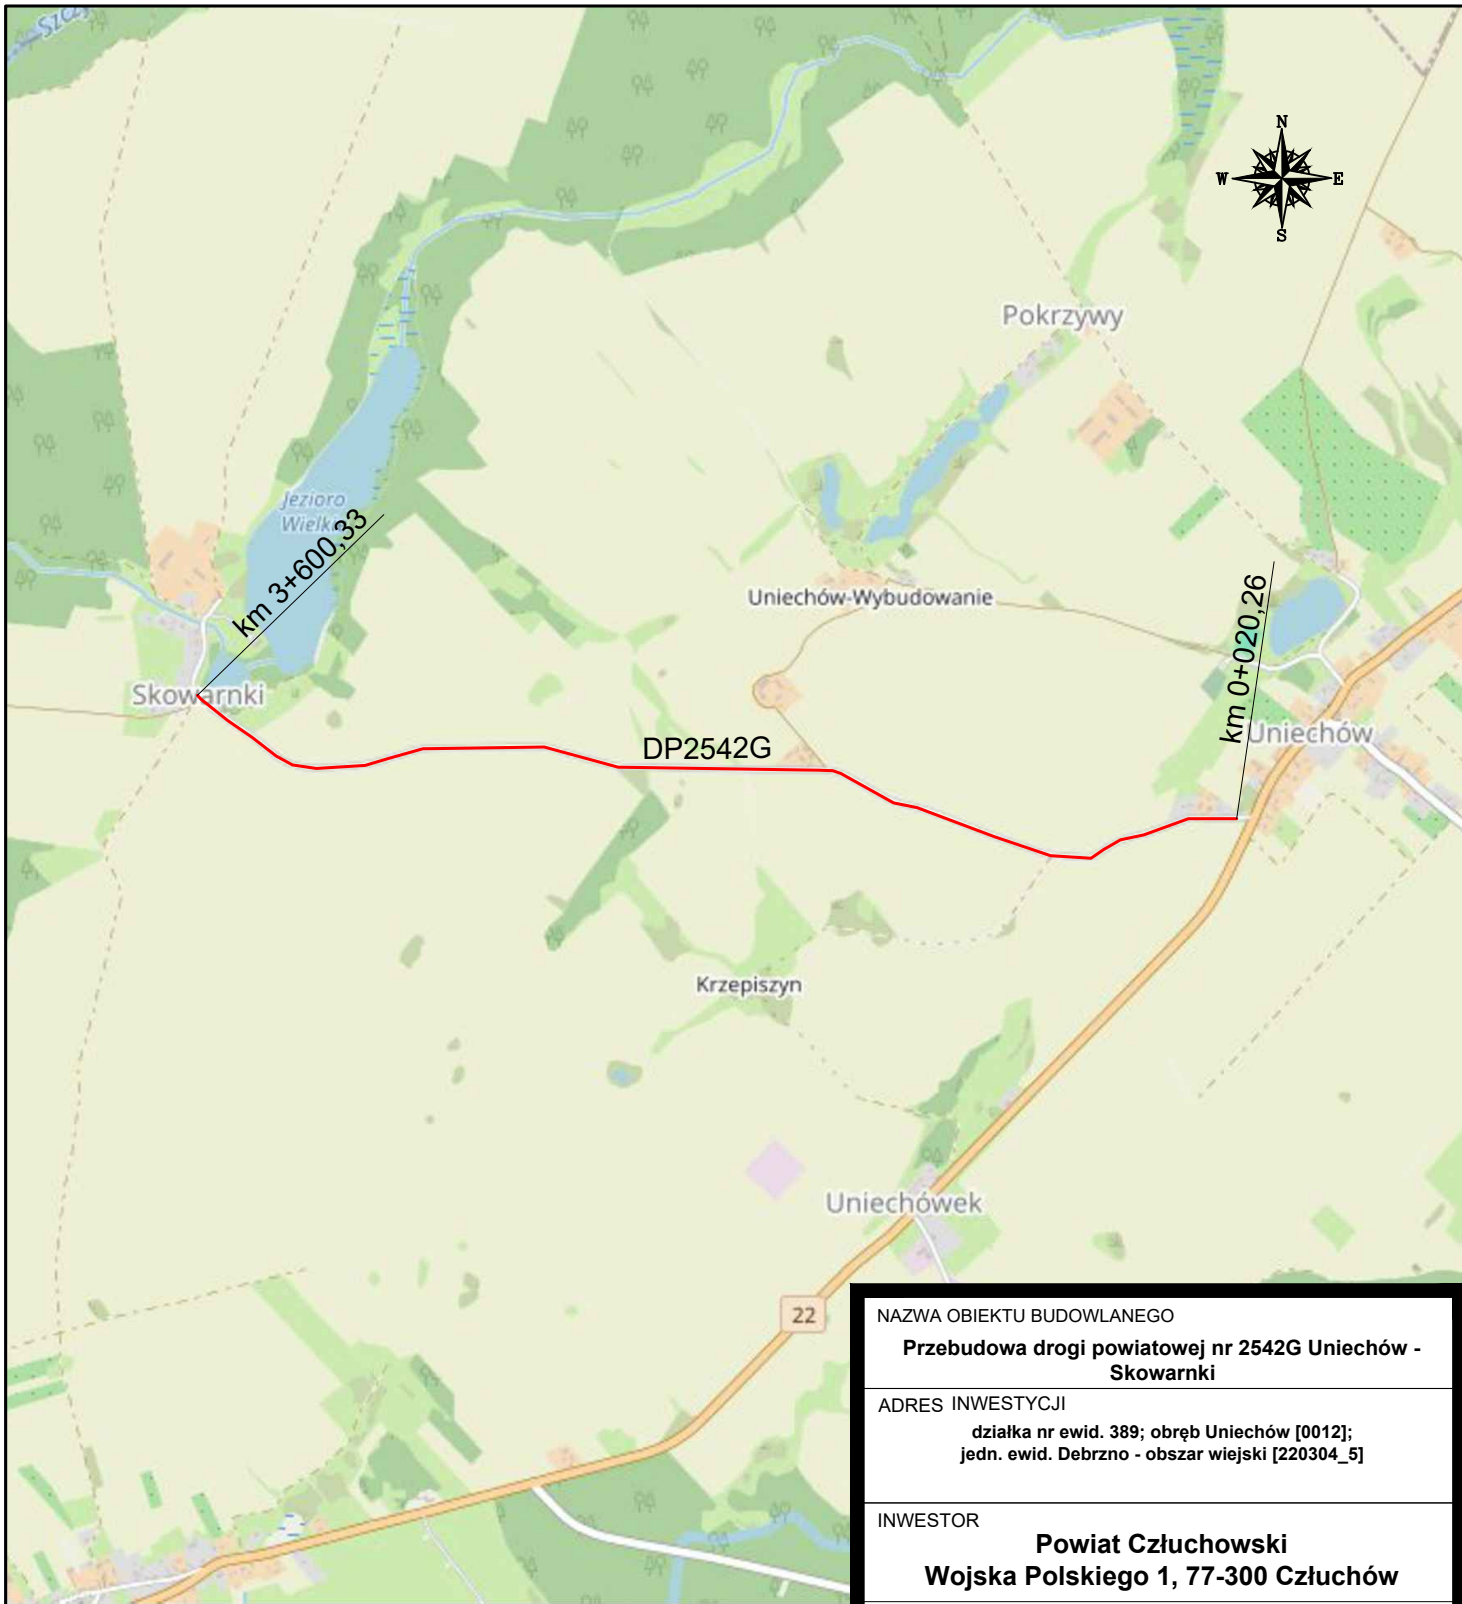 N
W E
S
Pokrzywy
Jezioro
km 3+600,33
Uniechów-Wybudowanie
km 0+020,26
Skowarnki
Uniechów
DP2542G
Krzepiszyn
Uniechówek
22
NAZWA OBIEKTU BUDOWLANEGO
Przebudowa drogi powiatowej nr 2542G Uniechów -
Skowarnki
ADRES INWESTYCJI
działka nr ewid. 389; obręb Uniechów [0012];
jedn. ewid. Debrzno - obszar wiejski [220304_5]
INWESTOR
Powiat Człuchowski
Wojska Polskiego 1, 77-300 Człuchów